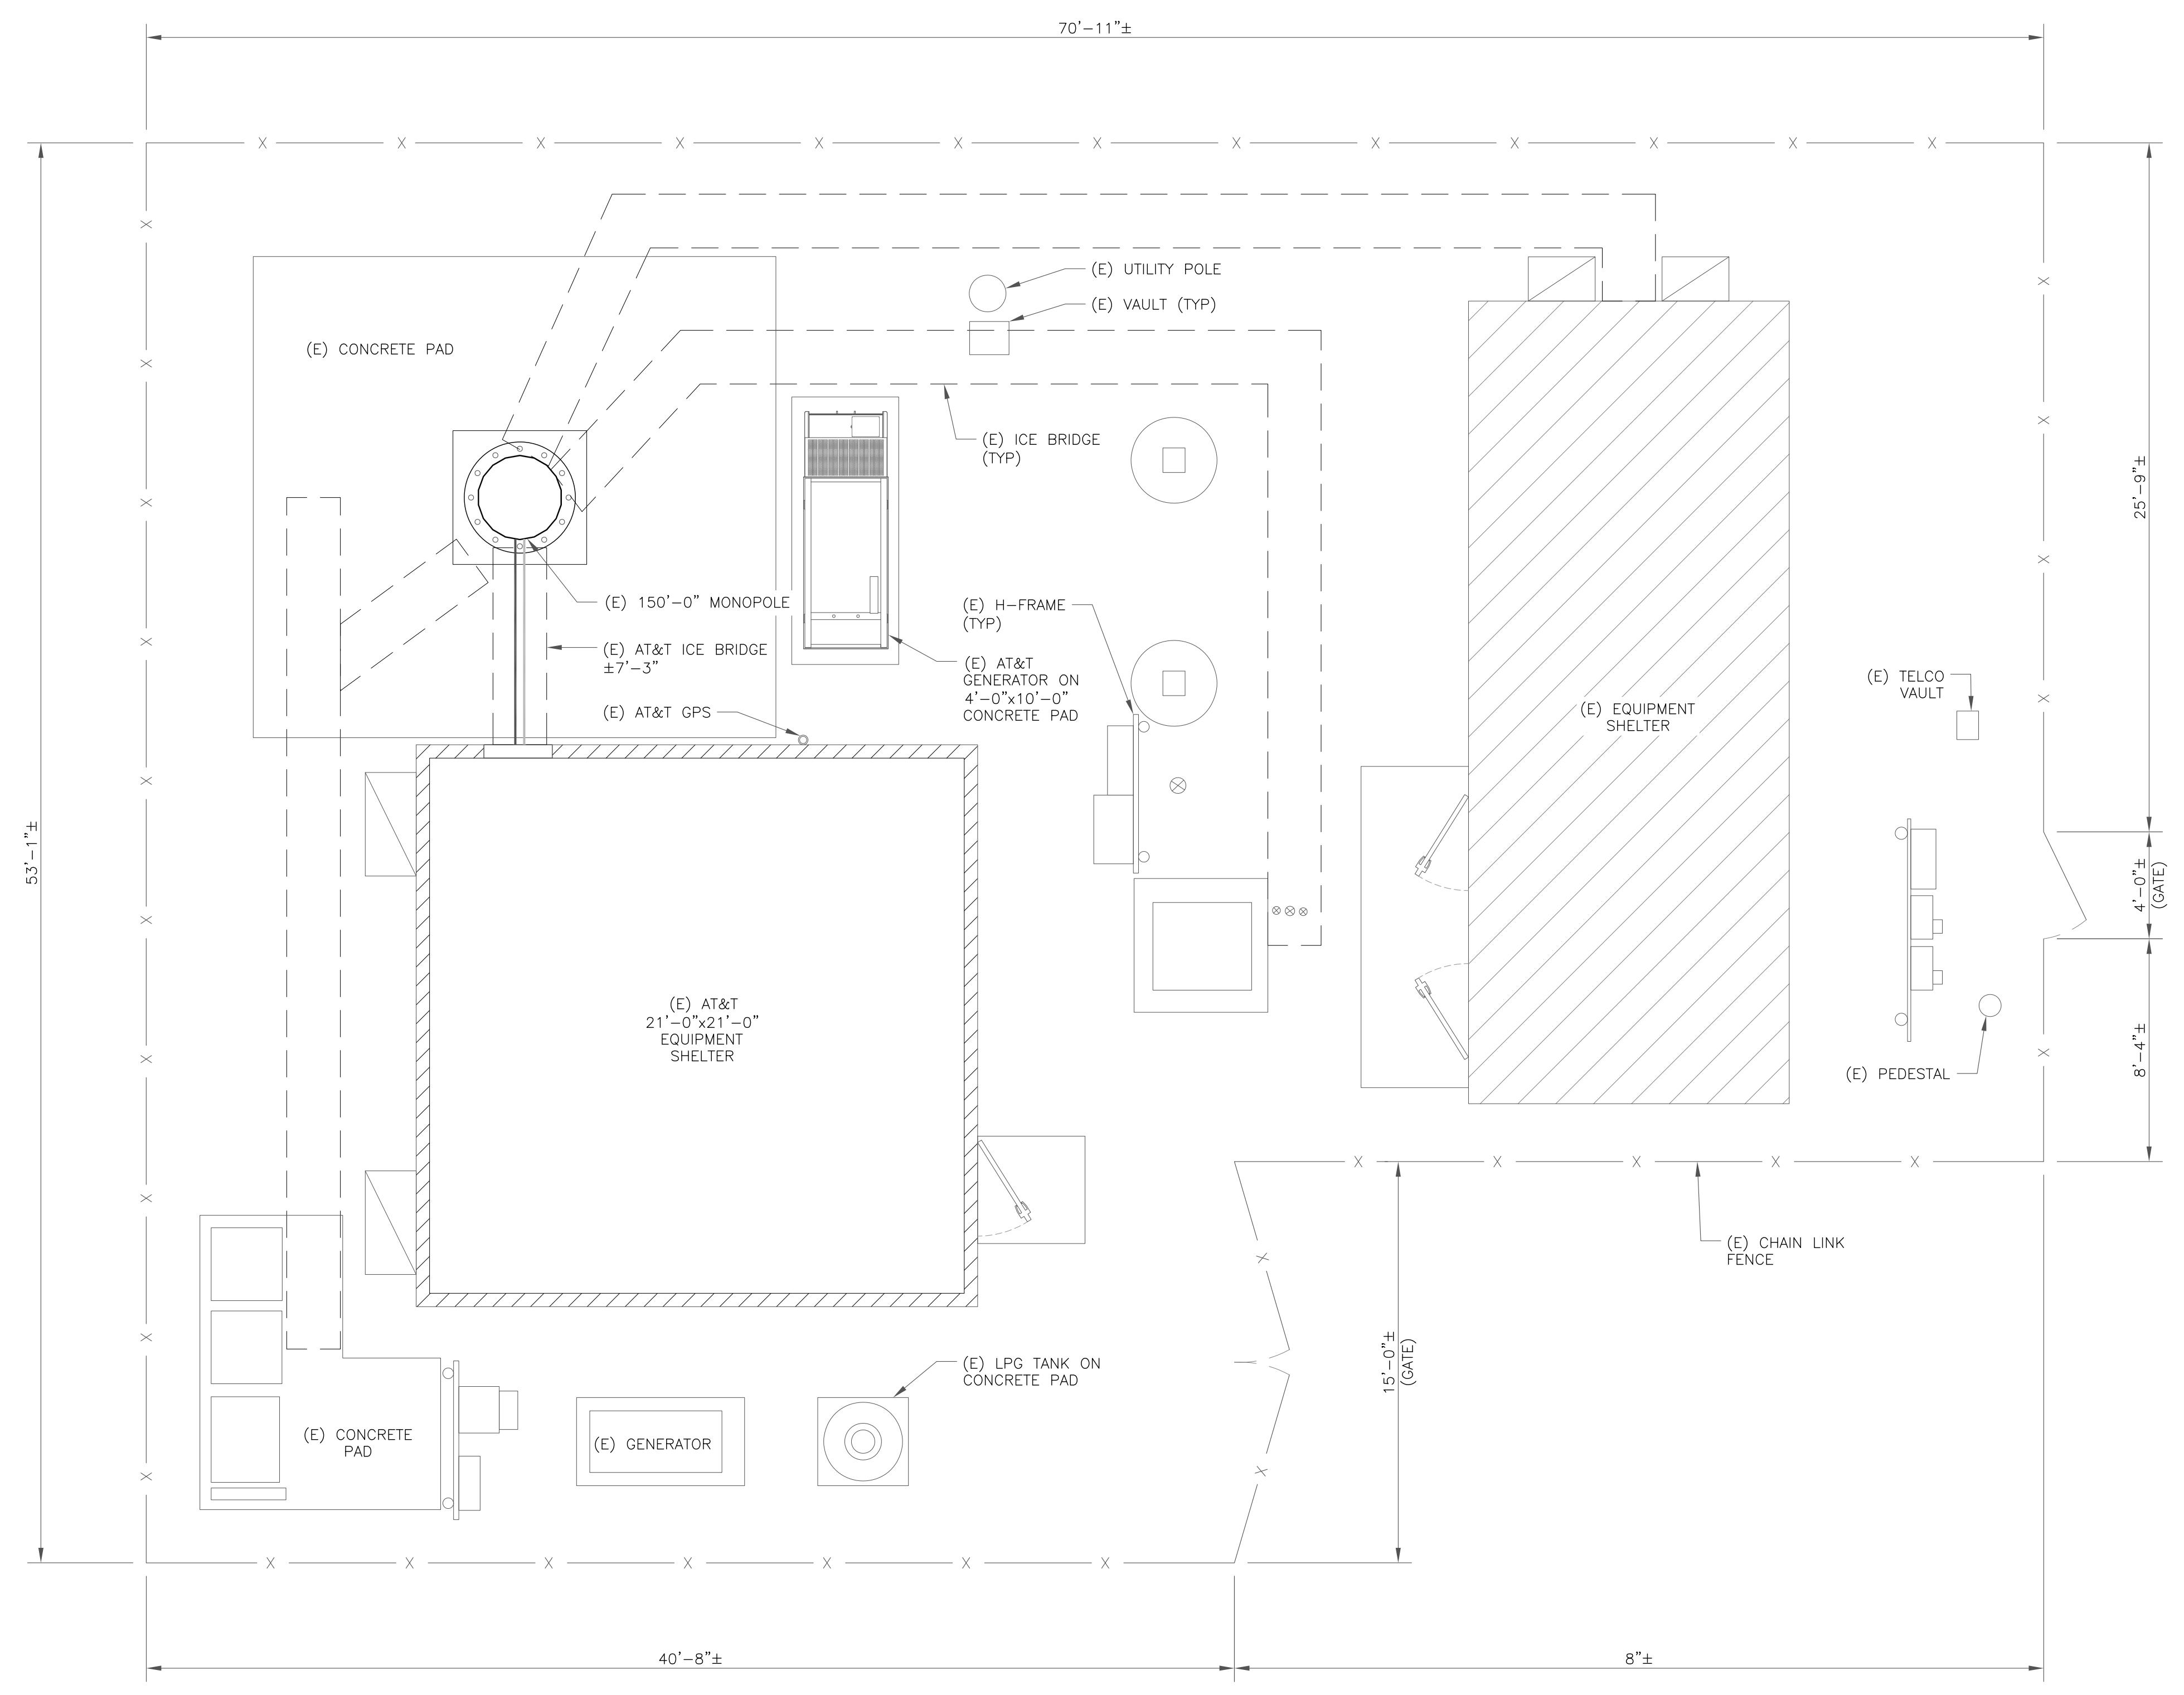 70'-11"±
(E) UTILITY POLE
(E) VAULT (TYP)
(E) CONCRETE PAD
(E) ICE BRIDGE
(TYP)
25'-9"±
(E) 150'-0" MONOPOLE
(E) H-FRAME
(TYP)
(E) AT&T ICE BRIDGE
±7'-3"
(E) AT&T
GENERATOR ON
4'-0"x10'-0"
CONCRETE PAD
(E) AT&T GPS
(E) TELCO
VAULT
(E) EQUIPMENT
SHELTER
53'-1"±
4'-0"±
(GATE)
(E) AT&T
21'-0"x21'-0"
EQUIPMENT
SHELTER
8'-4"±
(E) PEDESTAL
(E) CHAIN LINK
FENCE
15'-0"±
(GATE)
(E) LPG TANK ON
CONCRETE PAD
(E) CONCRETE
PAD
(E) GENERATOR
40'-8"±
8"±